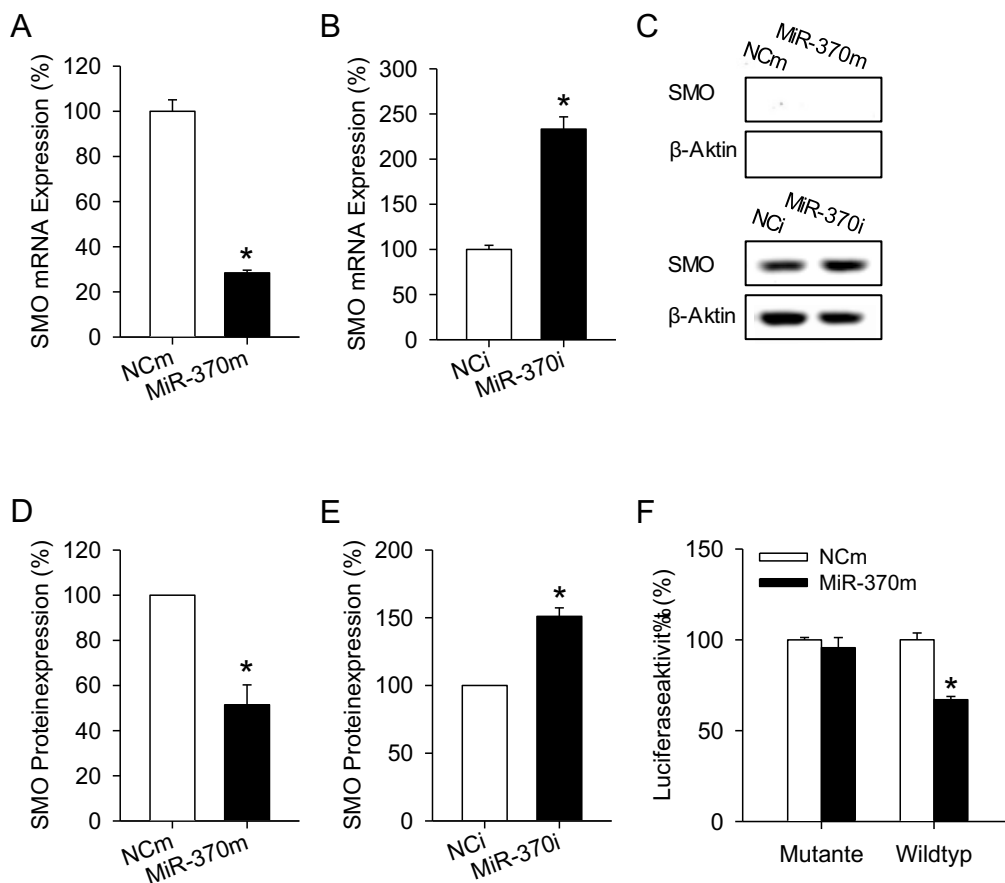 A
SMO mRNA Expression (%)
120
100
80
60
40
20
0
*
NCm
MiR-370m
B
SMO mRNA Expression (%)
300
250
200
150
100
50
0
*
NCi
MiR-370i
C
NCm
MiR-370m
SMO
β-Aktin
NCi
MiR-370i
SMO
β-Aktin
D
SMO Proteinexpression (%)
120
100
80
60
40
20
0
*
NCm
MiR-370m
E
SMO Proteinexpression (%)
200
150
100
50
0
*
NCi
MiR-370i
F
(%)
150
100
50
0
NCm
MiR-370m
*
Mutante
Wildtyp